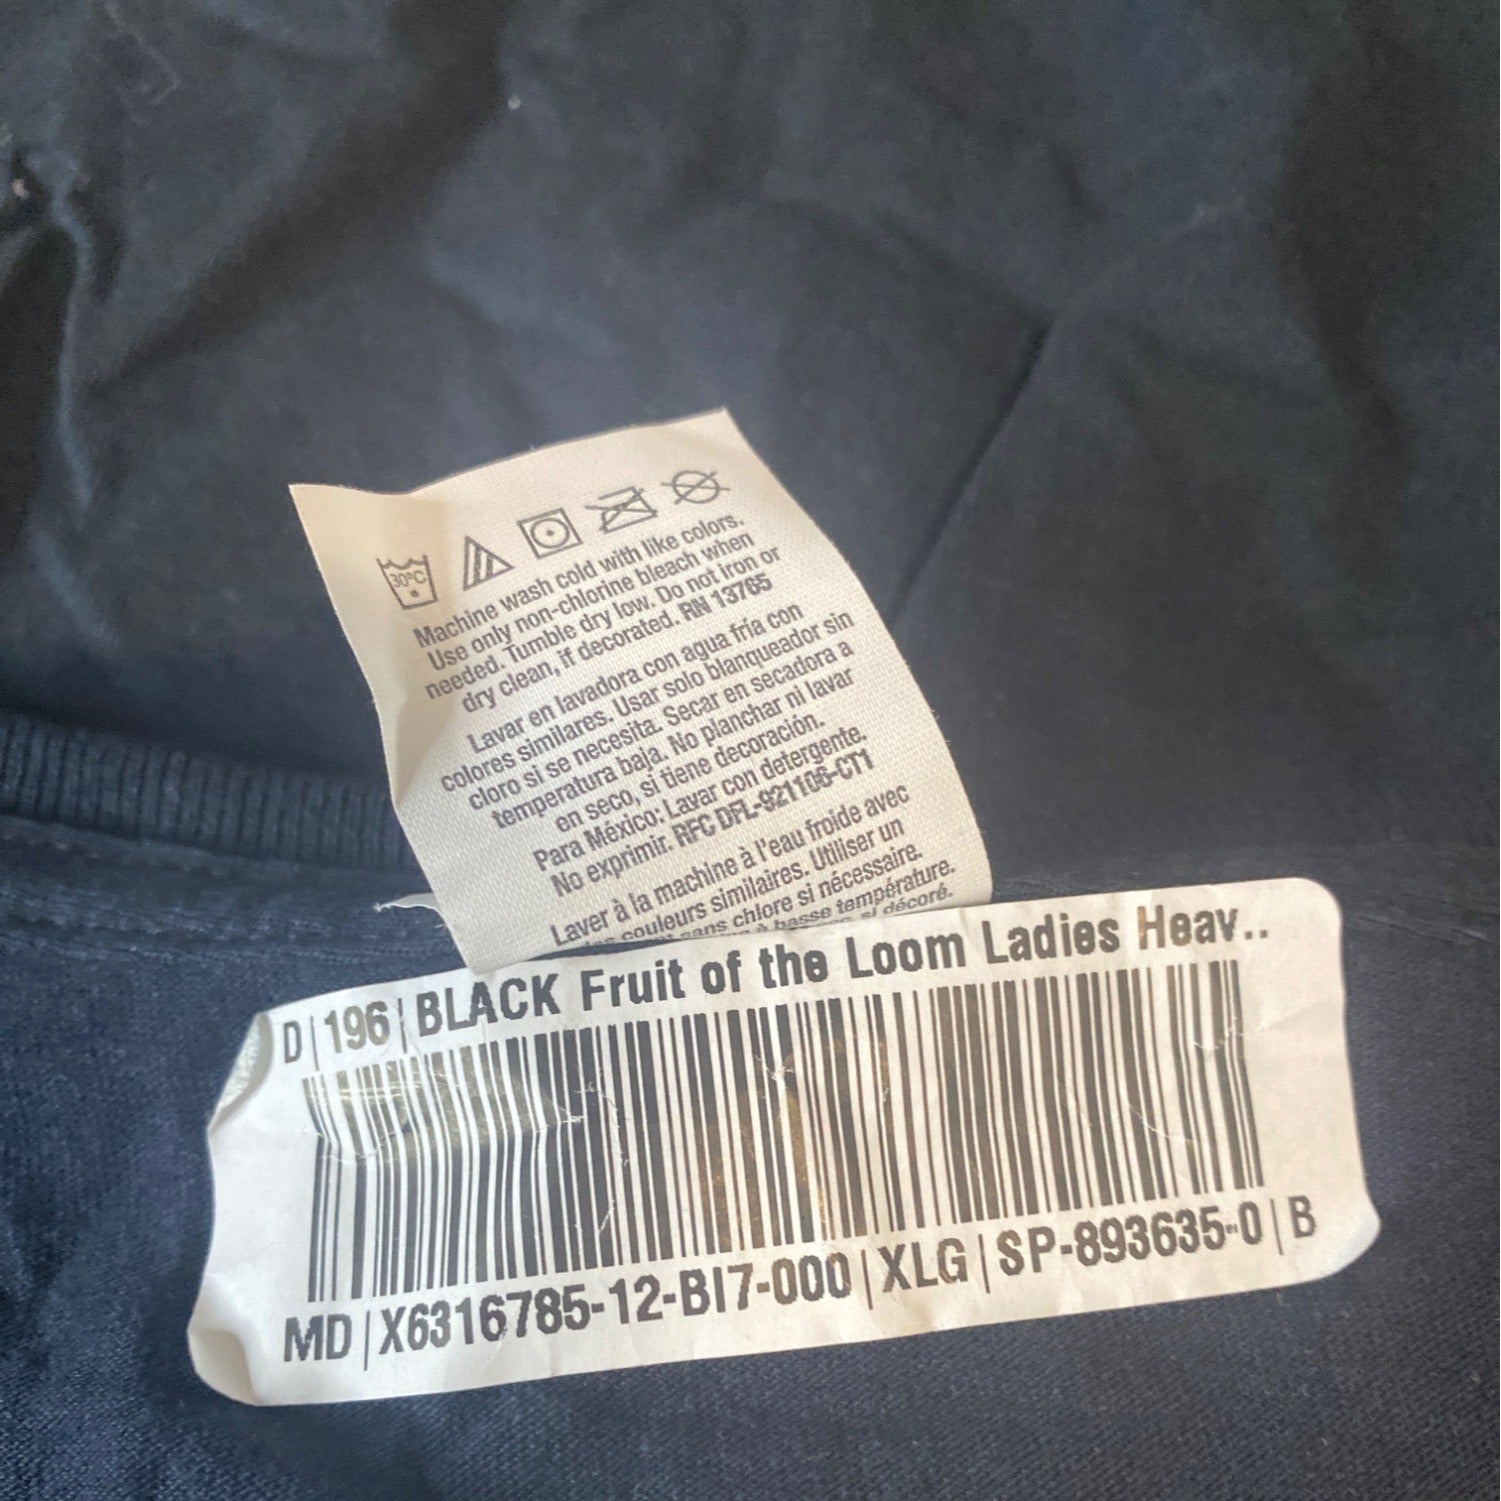 30°C
Machine wash cold with like colors.
Use only non-chlorine bleach when
needed. Tumble dry low. Do not iron or
dry clean, if decorated. RN 13765
Lavar en lavadora con agua fría con
colores similares. Usar solo blanqueador sin
cloro si se necesita. Secar en secadora a
temperatura baja. No planchar ni lavar
en seco, si tiene decoración.
Para México: Lavar con detergente.
No exprimir. RFC DFL-921106-CT1
Laver à la machine à l'eau froide avec
des couleurs similaires. Utiliser un
sans chlore si nécessaire.
à basse température.
si décoré.
D|196|BLACK Fruit of the Loom Ladies Heav..
MD|X6316785-12-BI7-000|XLG|SP-893635-0|B